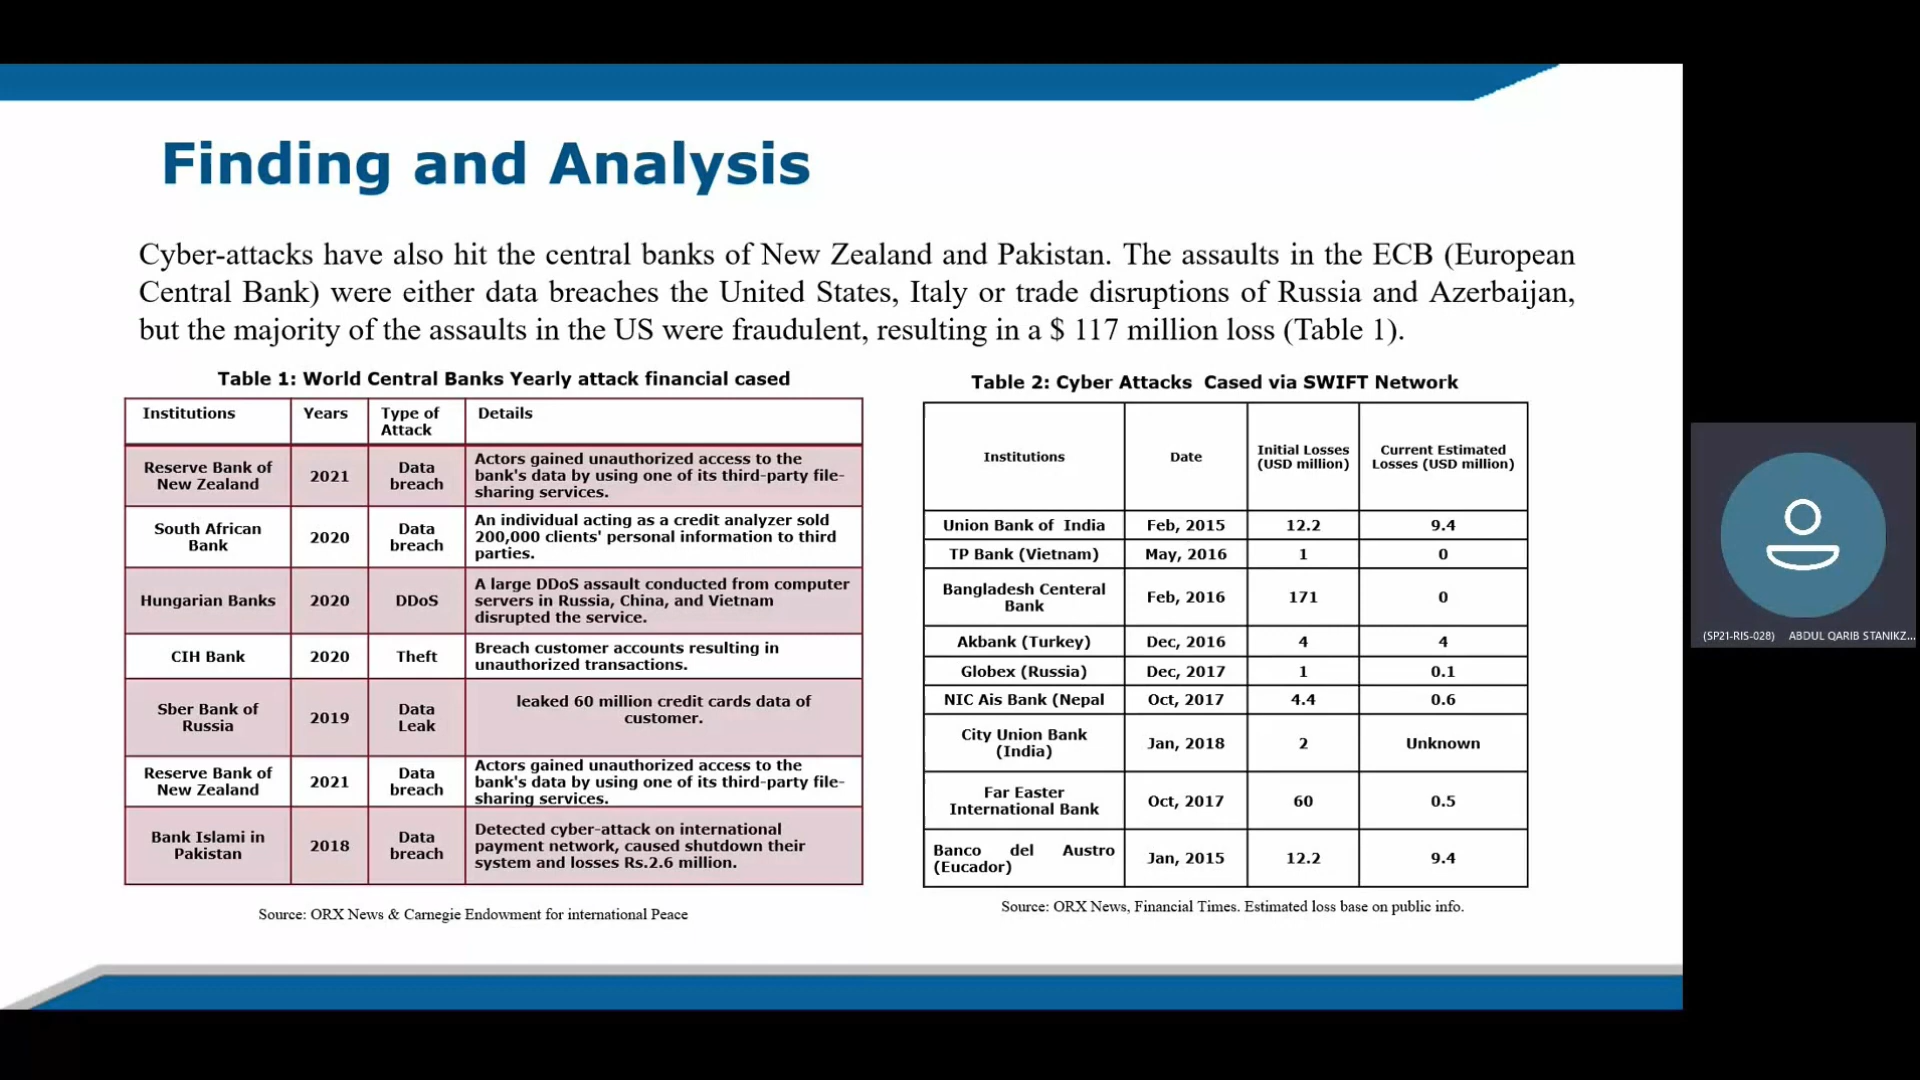 Finding and Analysis
Cyber-attacks have also hit the central banks of New Zealand and Pakistan. The assaults in the ECB (European
Central Bank) were either data breaches the United States, Italy or trade disruptions of Russia and Azerbaijan,
but the majority of the assaults in the US were fraudulent, resulting in a $ 117 million loss (Table 1).
Table 1: World Central Banks Yearly attack financial cased
Institutions Years Type of
Attack Details
Reserve Bank of
New Zealand 2021 Data
breach Actors gained unauthorized access to the
bank's data by using one of its third-party file-
sharing services.
South African
Bank 2020 Data
breach An individual acting as a credit analyzer sold
200,000 clients' personal information to third
parties.
Hungarian Banks 2020 DDoS A large DDoS assault conducted from computer
servers in Russia, China, and Vietnam
disrupted the service.
CIH Bank 2020 Theft Breach customer accounts resulting in
unauthorized transactions.
Sber Bank of
Russia 2019 Data
Leak leaked 60 million credit cards data of
customer.
Reserve Bank of
New Zealand 2021 Data
breach Actors gained unauthorized access to the
bank's data by using one of its third-party file-
sharing services.
Bank Islami in
Pakistan 2018 Data
breach Detected cyber-attack on international
payment network, caused shutdown their
system and losses Rs.2.6 million.
Source: ORX News & Carnegie Endowment for international Peace
Table 2: Cyber Attacks Cased via SWIFT Network
Institutions Date Initial Losses
(USD million) Current Estimated
Losses (USD million)
Union Bank of India Feb, 2015 12.2 9.4
TP Bank (Vietnam) May, 2016 1 0
Bangladesh Centeral
Bank Feb, 2016 171 0
Akbank (Turkey) Dec, 2016 4 4
Globex (Russia) Dec, 2017 1 0.1
NIC Ais Bank (Nepal Oct, 2017 4.4 0.6
City Union Bank
(India) Jan, 2018 2 Unknown
Far Easter
International Bank Oct, 2017 60 0.5
Banco del Austro
(Eucador) Jan, 2015 12.2 9.4
Source: ORX News, Financial Times. Estimated loss base on public info.
(SP21-RIS-028) ABDUL QARIB STANIKZ...